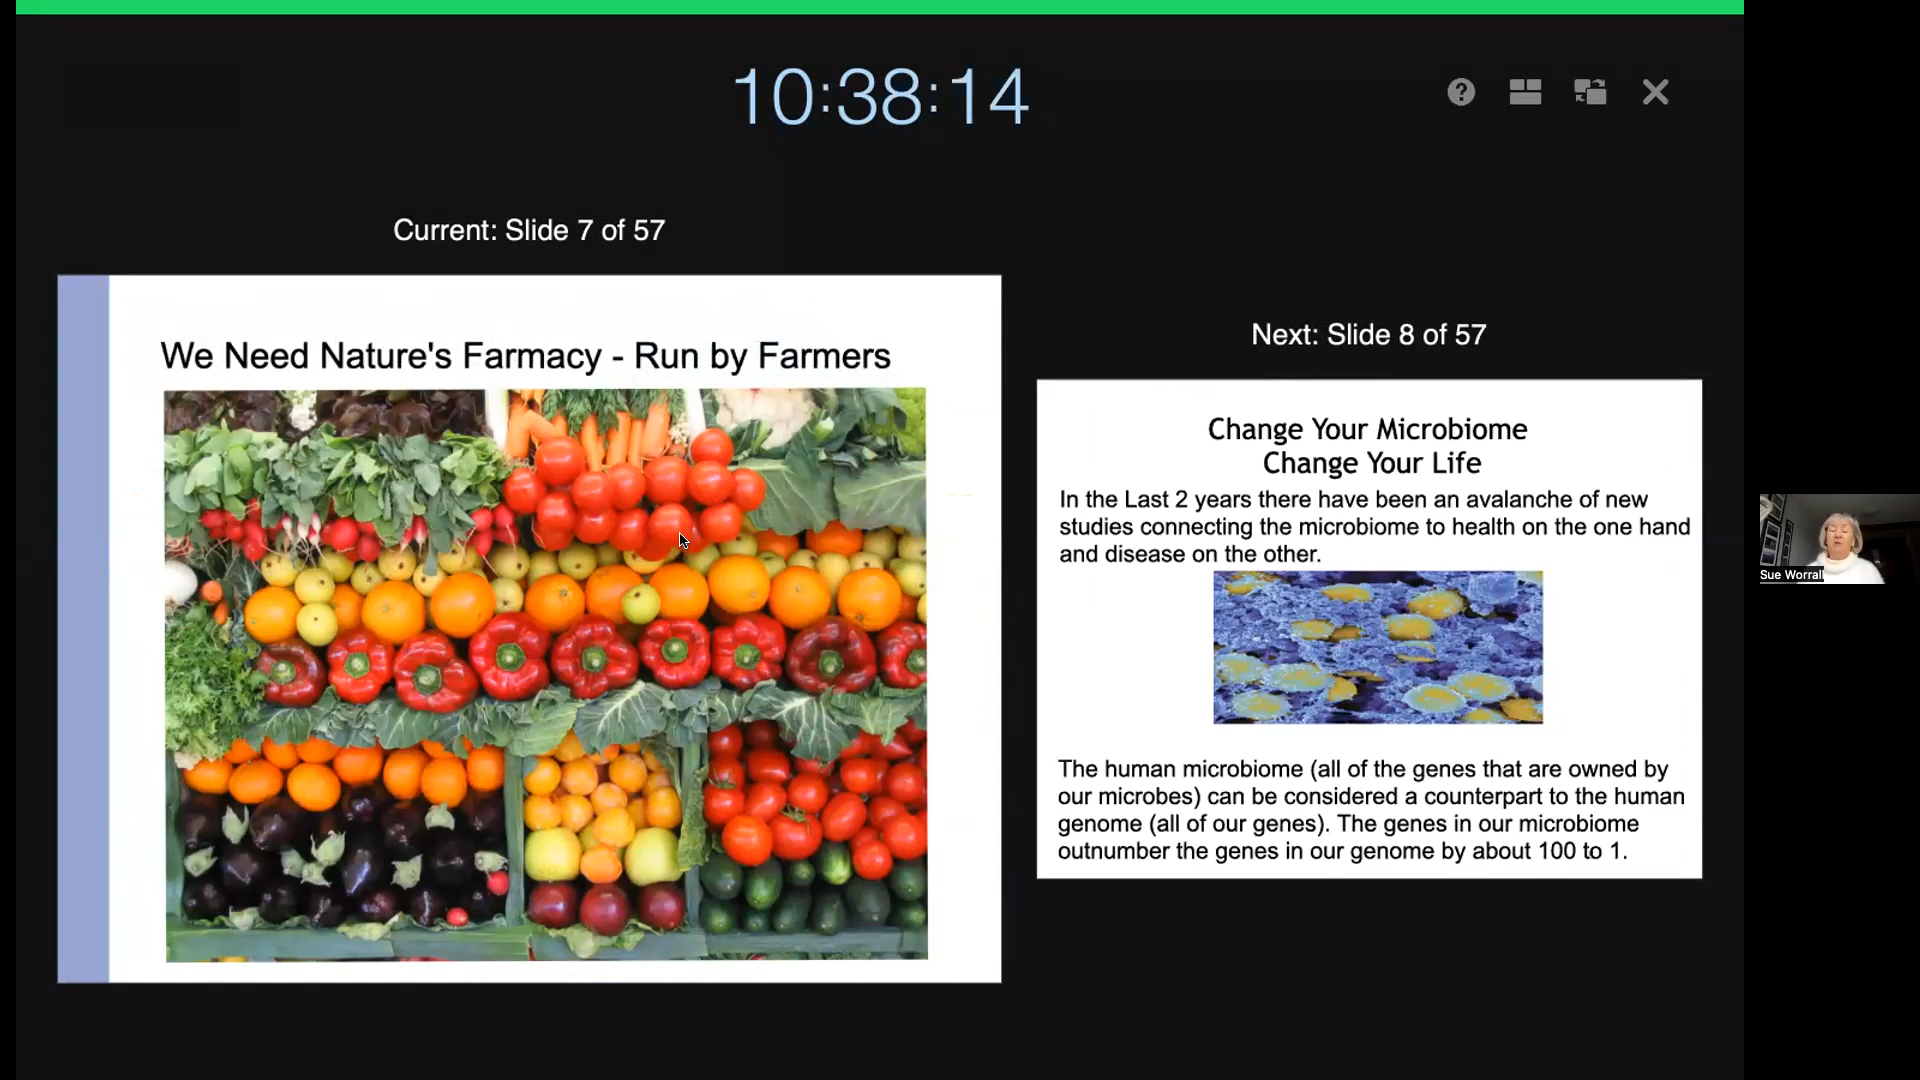 10:38:14
Current: Slide 7 of 57
We Need Nature's Farmacy - Run by Farmers
Next: Slide 8 of 57
Change Your Microbiome
Change Your Life
In the Last 2 years there have been an avalanche of new
studies connecting the microbiome to health on the one hand
and disease on the other.
The human microbiome (all of the genes that are owned by
our microbes) can be considered a counterpart to the human
genome (all of our genes). The genes in our microbiome
outnumber the genes in our genome by about 100 to 1.
Sue Worrall